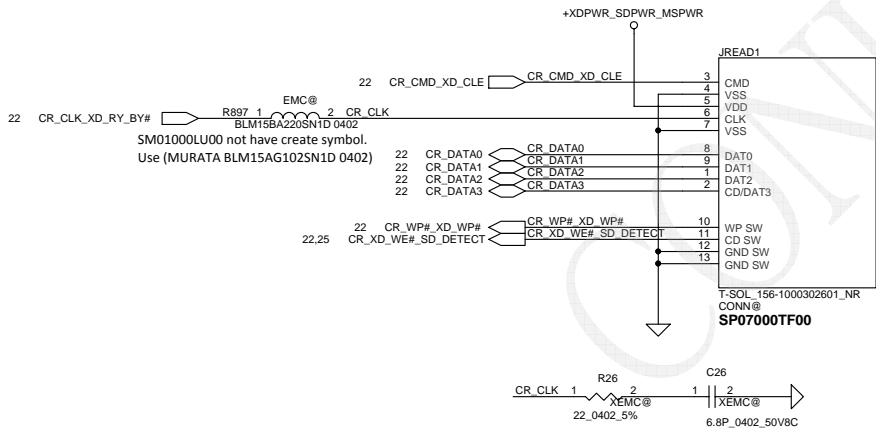 +XDPWR_SDPWR_MSPWR
JREAD1
22 CR_CMD_XD_CLE CR_CMD_XD_CLE 3 CMD
4 VSS
5 VDD
EMC@
22 CR_CLK_XD_RY_BY# R897 1 2 CR_CLK 6 CLK
BLM15BA220SN1D 0402 7 VSS
SM01000LU00 not have create symbol.
Use (MURATA BLM15AG102SN1D 0402)
22 CR_DATA0 CR_DATA0 8 DAT0
22 CR_DATA1 CR_DATA1 9 DAT1
22 CR_DATA2 CR_DATA2 1 DAT2
22 CR_DATA3 CR_DATA3 2 CD/DAT3
22 CR_WP#_XD_WP# CR_WP#_XD_WP# 10 WP SW
22,25 CR_XD_WE#_SD_DETECT CR_XD_WE#_SD_DETECT 11 CD SW
12 GND SW
13 GND SW
T-SOL_156-1000302601_NR
CONN@
SP07000TF00
R26 C26
CR_CLK 1 2 1 2
XEMC@ XEMC@
22_0402_5% 6.8P_0402_50V8C